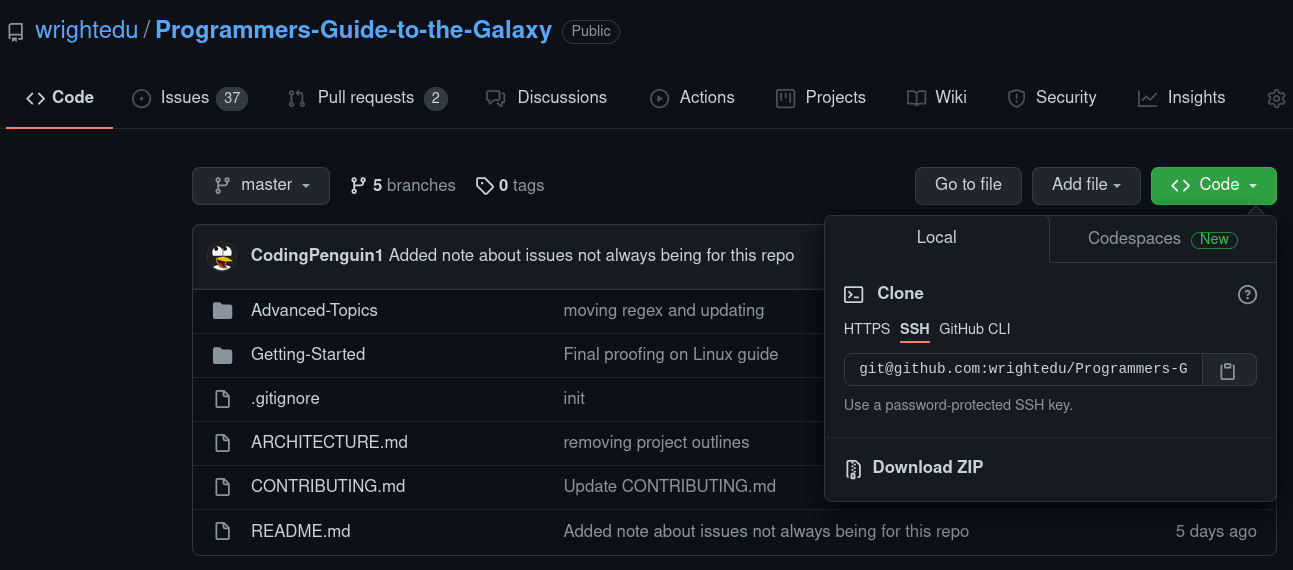 wrightedu / Programmers-Guide-to-the-Galaxy Public
Code Issues 37 Pull requests 2 Discussions Actions Projects Wiki Security Insights
master 5 branches 0 tags Go to file Add file Code
Local Codespaces New
CodingPenguin1 Added note about issues not always being for this repo
Clone
Advanced-Topics moving regex and updating
HTTPS SSH GitHub CLI
Getting-Started Final proofing on Linux guide
git@github.com:wrightedu/Programmers-G
.gitignore init
Use a password-protected SSH key.
ARCHITECTURE.md removing project outlines
Download ZIP
CONTRIBUTING.md Update CONTRIBUTING.md
README.md Added note about issues not always being for this repo 5 days ago